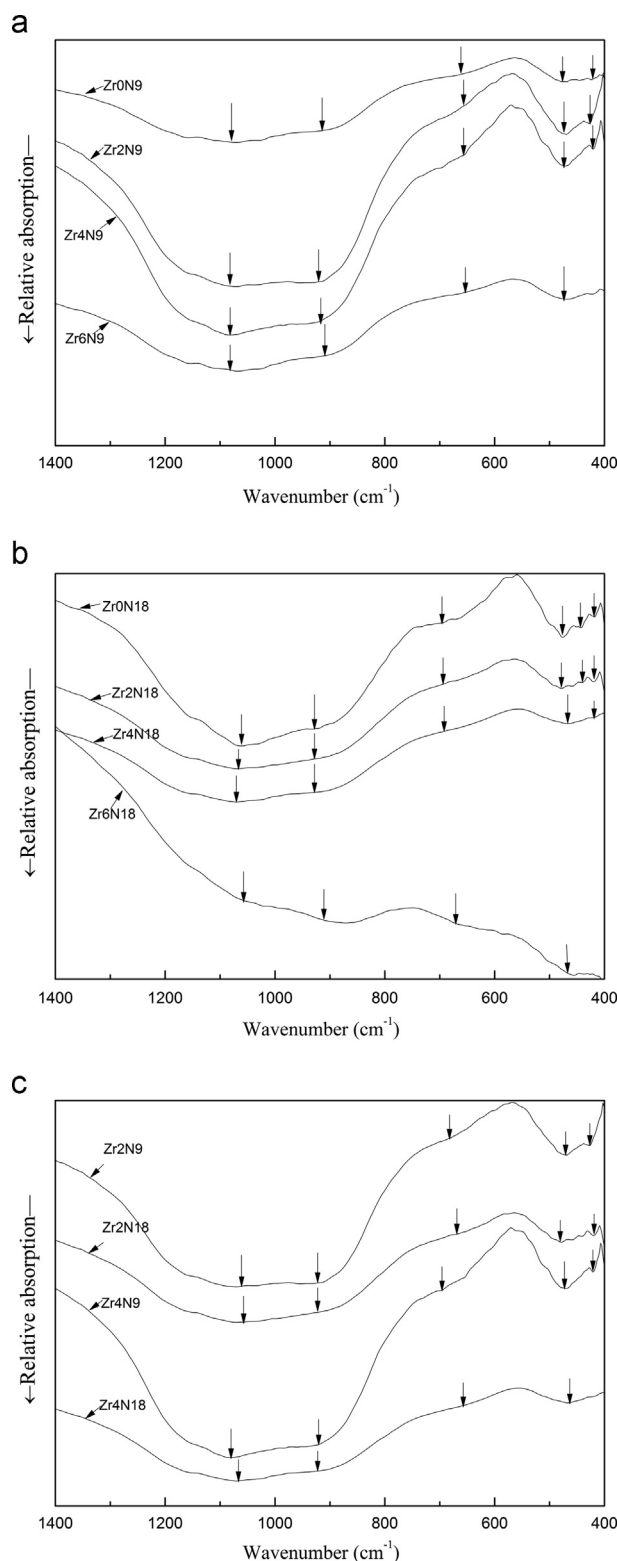 a
Zr0N9
Zr2N9
Zr4N9
Zr6N9
←Relative absorption—
1400 1200 1000 800 600 400
Wavenumber (cm⁻¹)
b
Zr0N18
Zr2N18
Zr4N18
Zr6N18
←Relative absorption—
1400 1200 1000 800 600 400
Wavenumber (cm⁻¹)
c
Zr2N9
Zr2N18
Zr4N9
Zr4N18
←Relative absorption—
1400 1200 1000 800 600 400
Wavenumber (cm⁻¹)